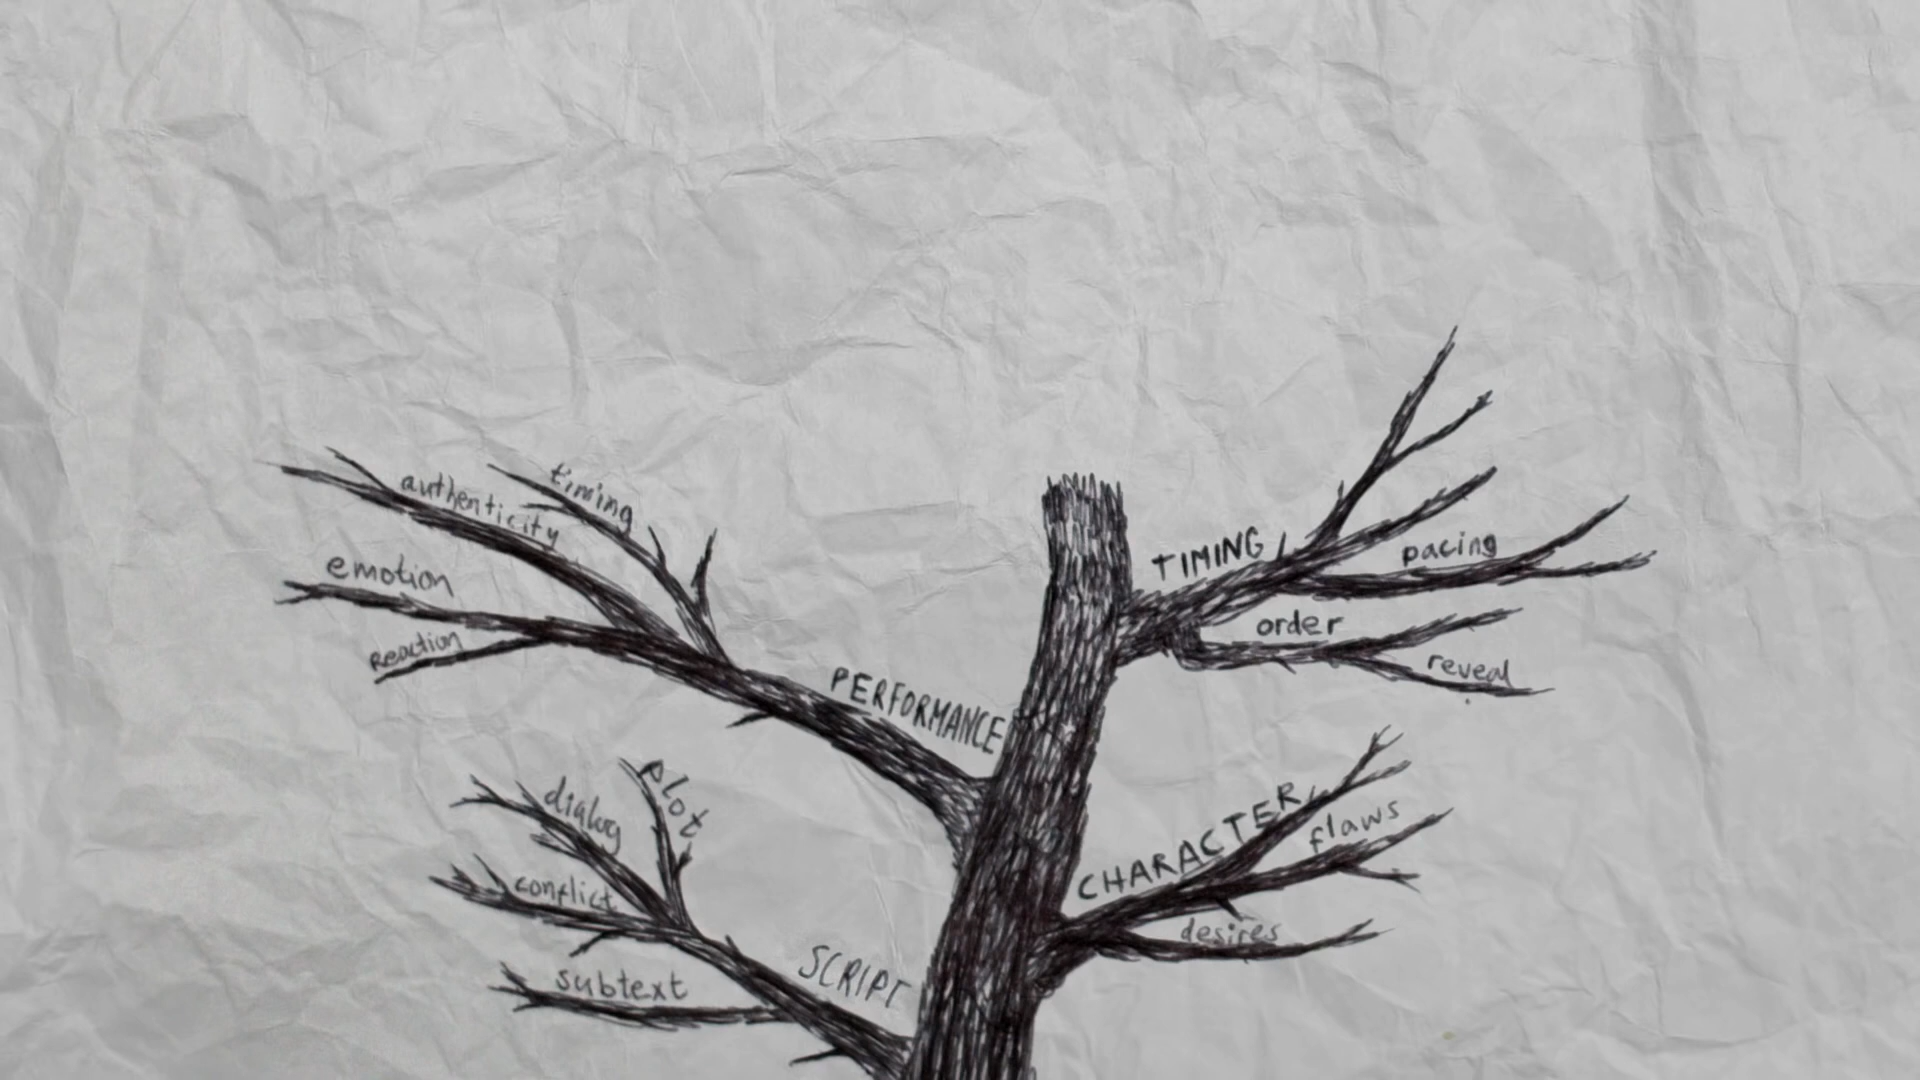 timing
authenticity
emotion
Reaction
PERFORMANCE
TIMING
pacing
order
reveal
plot
dialog
conflict
subtext
SCRIPT
CHARACTER
flaws
desires